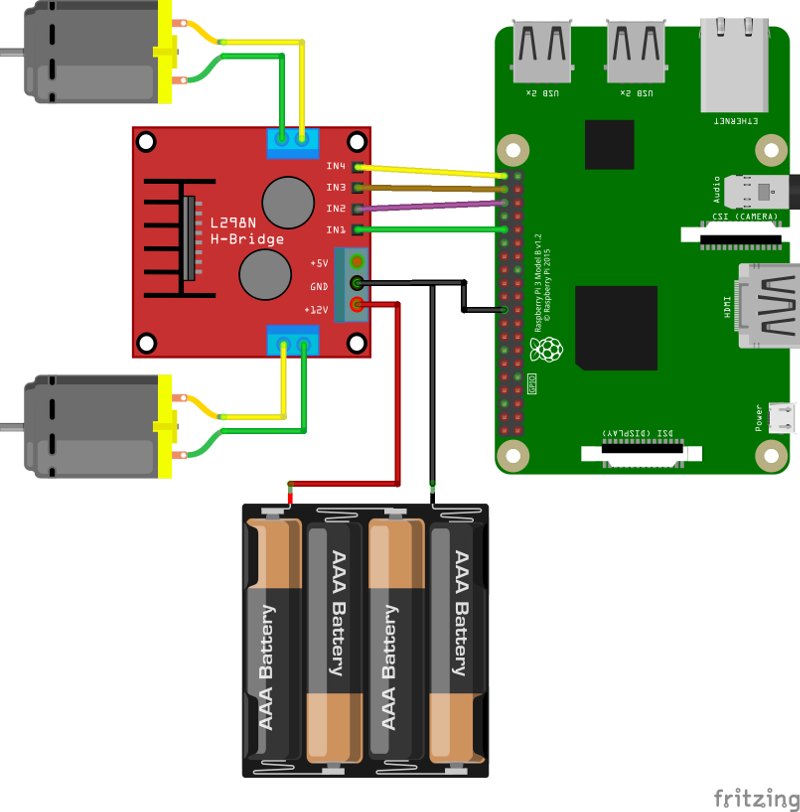 USB 2x
USB 2x
ETHERNET
IN4
IN3
IN2
IN1
L298N
H-Bridge
+5V
GND
+12V
Audio
CSI (CAMERA)
Raspberry Pi 3 Model B v1.2
© Raspberry Pi 2015
HDMI
GPIO
Power
DSI (DISPLAY)
AAA Battery
AAA Battery
AAA Battery
AAA Battery
fritzing